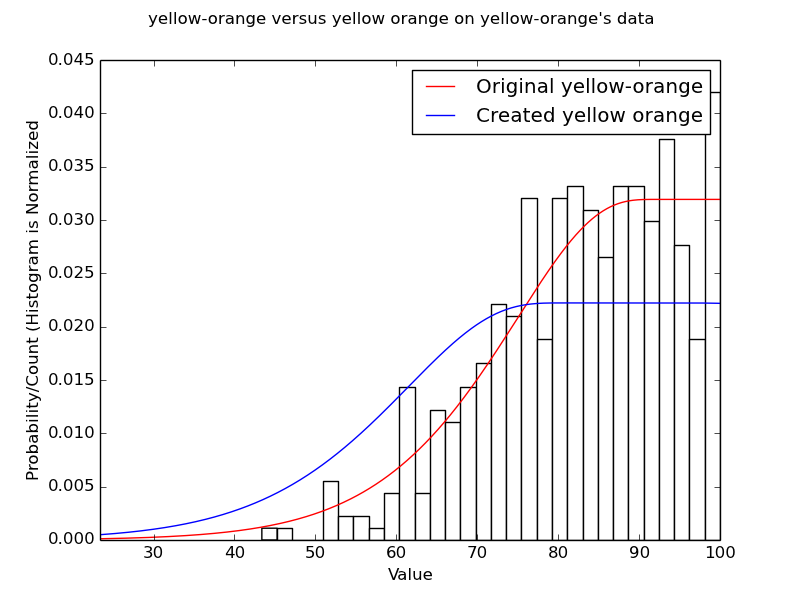 yellow-orange versus yellow orange on yellow-orange's data
Original yellow-orange
Created yellow orange
Probability/Count (Histogram is Normalized
0.045
0.040
0.035
0.030
0.025
0.020
0.015
0.010
0.005
0.000
30 40 50 60 70 80 90 100
Value